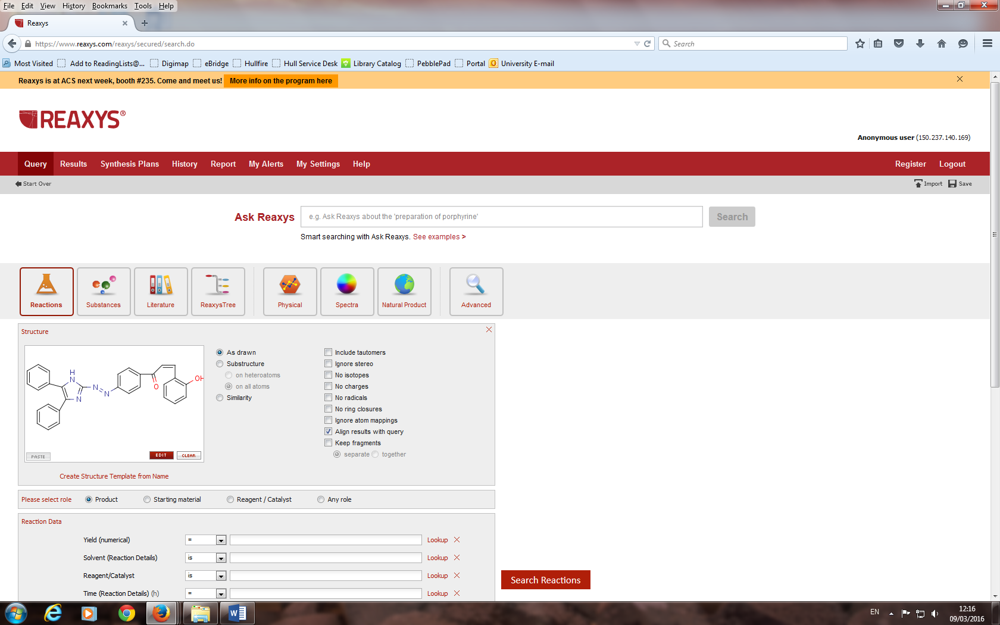 File Edit View History Bookmarks Tools Help
Reaxys
https://www.reaxys.com/reaxys/secured/search.do
Search
Most Visited Add to ReadingLists@... Digimap eBridge Hullfire Hull Service Desk Library Catalog PebblePad Portal University E-mail
Reaxys is at ACS next week, booth #235. Come and meet us! More info on the program here
REAXYS®
Anonymous user (150.237.140.169)
Query Results Synthesis Plans History Report My Alerts My Settings Help Register Logout
Start Over Import Save
Ask Reaxys e.g. Ask Reaxys about the 'preparation of porphyrine' Search
Smart searching with Ask Reaxys. See examples >
Reactions Substances Literature ReaxysTree Physical Spectra Natural Product Advanced
Structure
H
N
N
N
N
O
OH
PASTE EDIT CLEAR
Create Structure Template from Name
As drawn
Substructure
on heteroatoms
on all atoms
Similarity
Include tautomers
Ignore stereo
No isotopes
No charges
No radicals
No ring closures
Ignore atom mappings
Align results with query
Keep fragments
separate together
Please select role Product Starting material Reagent / Catalyst Any role
Reaction Data
Yield (numerical) = Lookup
Solvent (Reaction Details) is Lookup
Reagent/Catalyst is Lookup
Time (Reaction Details) (h) = Lookup
Search Reactions
EN
12:16
09/03/2016